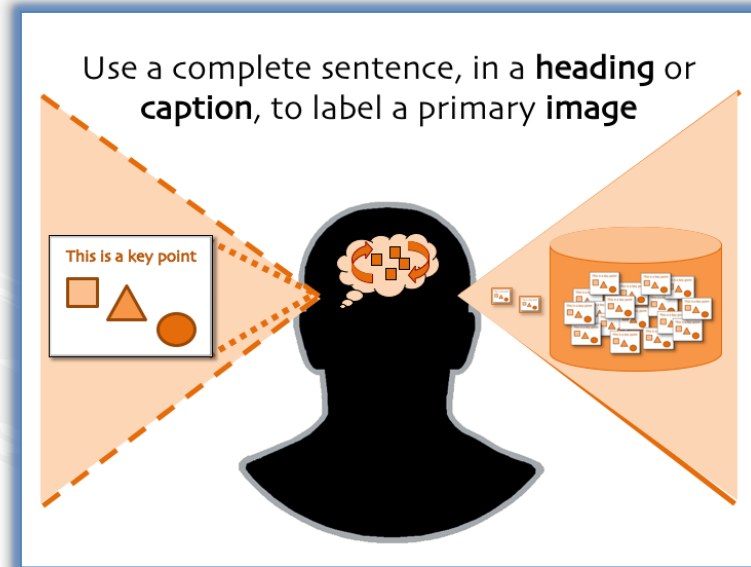 Use a complete sentence, in a heading or
caption, to label a primary image
This is a key point